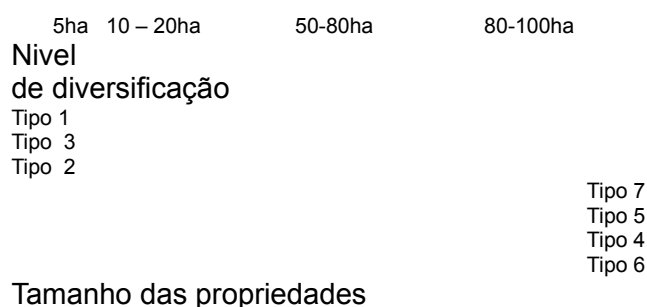 5ha 10 – 20ha 50-80ha 80-100ha
Nivel
de diversificação
Tipo 1
Tipo 3
Tipo 2
Tipo 7
Tipo 5
Tipo 4
Tipo 6
Tamanho das propriedades